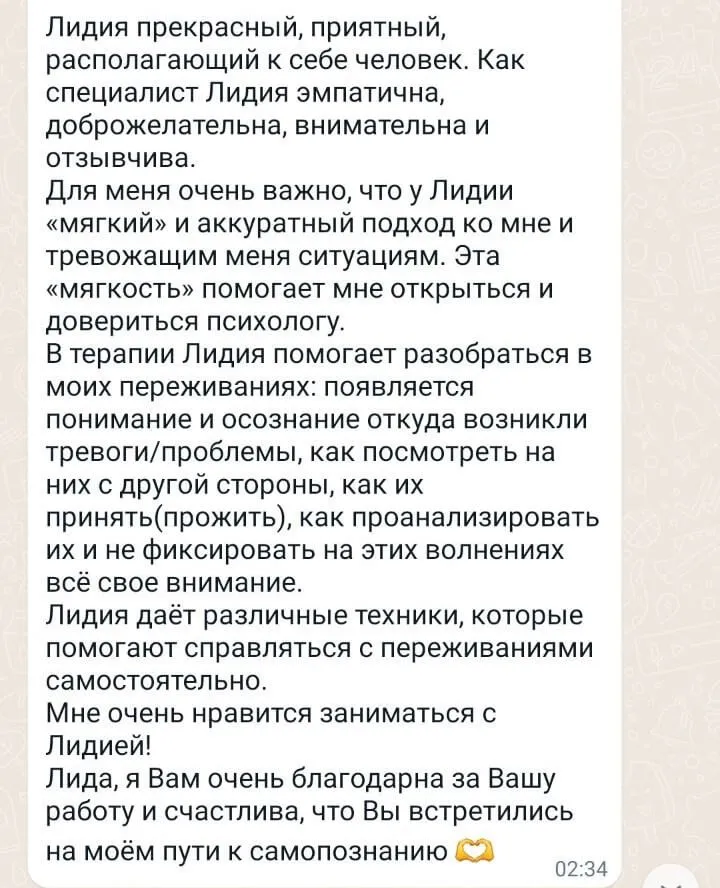 Лидия прекрасный, приятный,
располагающий к себе человек. Как
специалист Лидия эмпатична,
доброжелательна, внимательна и
отзывчива.
Для меня очень важно, что у Лидии
«мягкий» и аккуратный подход ко мне и
тревожащим меня ситуациям. Эта
«мягкость» помогает мне открыться и
довериться психологу.
В терапии Лидия помогает разобраться в
моих переживаниях: появляется
понимание и осознание откуда возникли
тревоги/проблемы, как посмотреть на
них с другой стороны, как их
принять(прожить), как проанализировать
их и не фиксировать на этих волнениях
всё свое внимание.
Лидия даёт различные техники, которые
помогают справляться с переживаниями
самостоятельно.
Мне очень нравится заниматься с
Лидией!
Лида, я Вам очень благодарна за Вашу
работу и счастлива, что Вы встретились
на моём пути к самопознанию 🫶
02:34